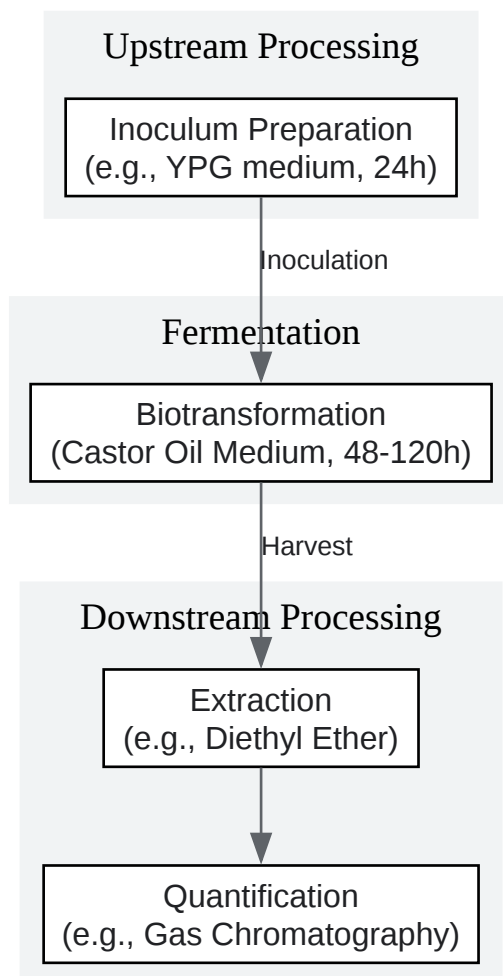 Upstream Processing
Inoculum Preparation
(e.g., YPG medium, 24h)
Inoculation
Fermentation
Biotransformation
(Castor Oil Medium, 48-120h)
Harvest
Downstream Processing
Extraction
(e.g., Diethyl Ether)
Quantification
(e.g., Gas Chromatography)